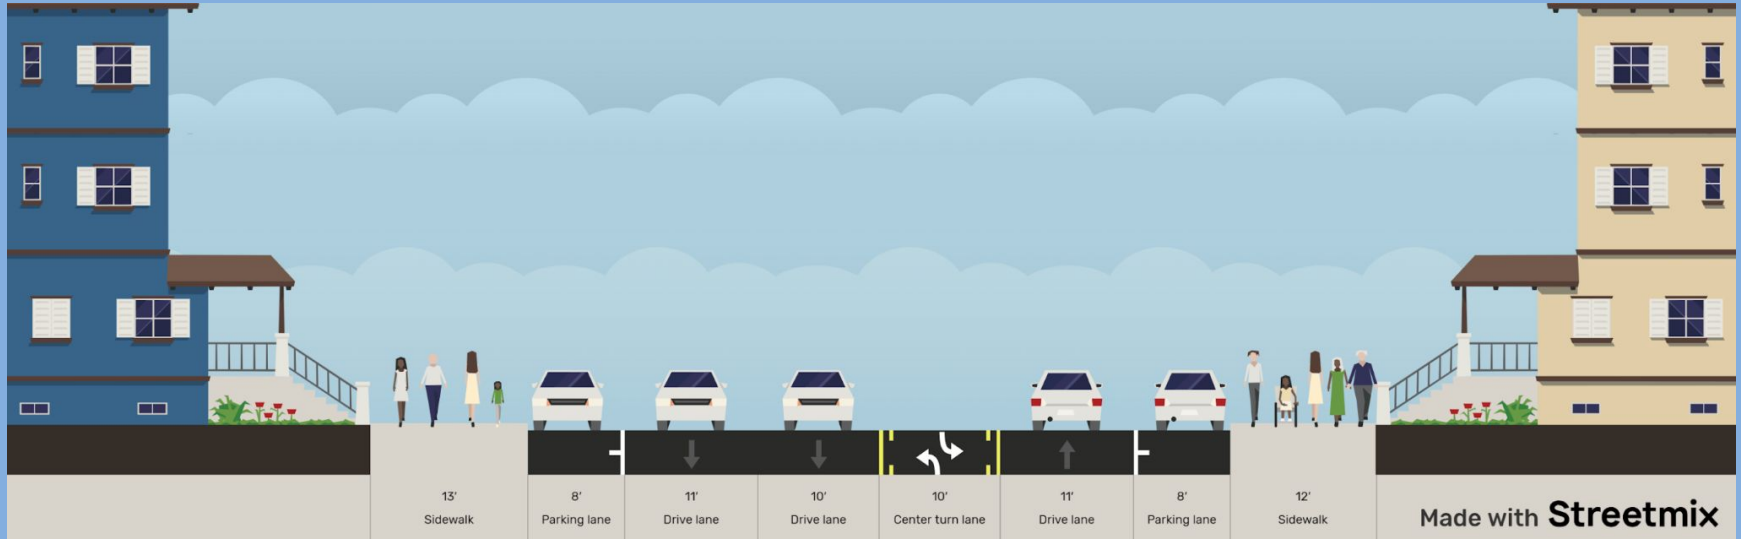 13'
Sidewalk
8'
Parking lane
11'
Drive lane
10'
Drive lane
10'
Center turn lane
11'
Drive lane
8'
Parking lane
12'
Sidewalk
Made with Streetmix